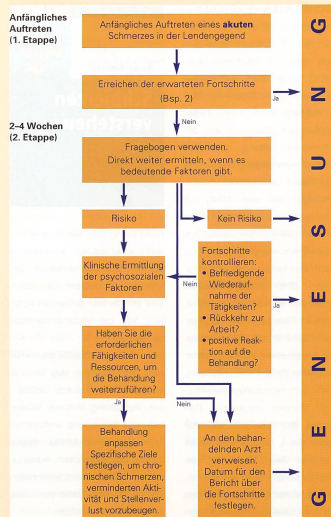 Anfängliches
Auftreten
(1. Etappe)
Anfängliches Auftreten eines akuten
Schmerzes in der Lendengegend
Erreichen der erwarteten Fortschritte
(Bsp. 2)
Ja
Nein
2–4 Wochen
(2. Etappe)
Fragebogen verwenden.
Direkt weiter ermitteln, wenn es
bedeutende Faktoren gibt.
Risiko
Kein Risiko
Klinische Ermittlung
der psychosozialen
Faktoren
Nein
Fortschritte
kontrollieren:
• Befriedigende
Wiederauf-
nahme der
Tätigkeiten?
• Rückkehr zur
Arbeit?
• positive Reak-
tion auf die
Behandlung?
Ja
Haben Sie die
erforderlichen
Fähigkeiten und
Ressourcen, um
die Behandlung
weiterzuführen?
Ja
Nein
Behandlung
anpassen
Spezifische Ziele
festlegen, um chro-
nischen Schmerzen,
verminderten Akti-
vität und Stellenver-
lust vorzubeugen.
An den behan-
delnden Arzt
verweisen.
Datum für den
Bericht über
die Fortschritte
festlegen.
GENESUNG